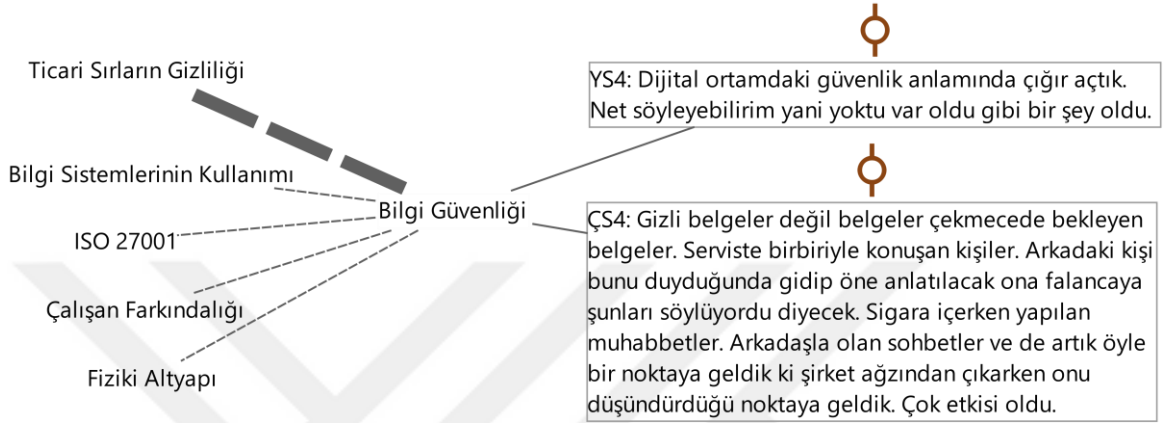 Ticari Sırların Gizliliği
Bilgi Sistemlerinin Kullanımı
ISO 27001
Çalışan Farkındalığı
Fiziki Altyapı
Bilgi Güvenliği
YS4: Dijital ortamdaki güvenlik anlamında çığır açtık.
Net söyleyebilirim yani yoktu var oldu gibi bir şey oldu.
ÇS4: Gizli belgeler değil belgeler çekmecede bekleyen
belgeler. Serviste birbiriyle konuşan kişiler. Arkadaki kişi
bunu duyduğunda gidip öne anlatılacak ona falancaya
şunları söylüyordu diyecek. Sigara içerken yapılan
muhabbetler. Arkadaşla olan sohbetler ve de artık öyle
bir noktaya geldik ki şirket ağzından çıkarken onu
düşündürdüğü noktaya geldik. Çok etkisi oldu.